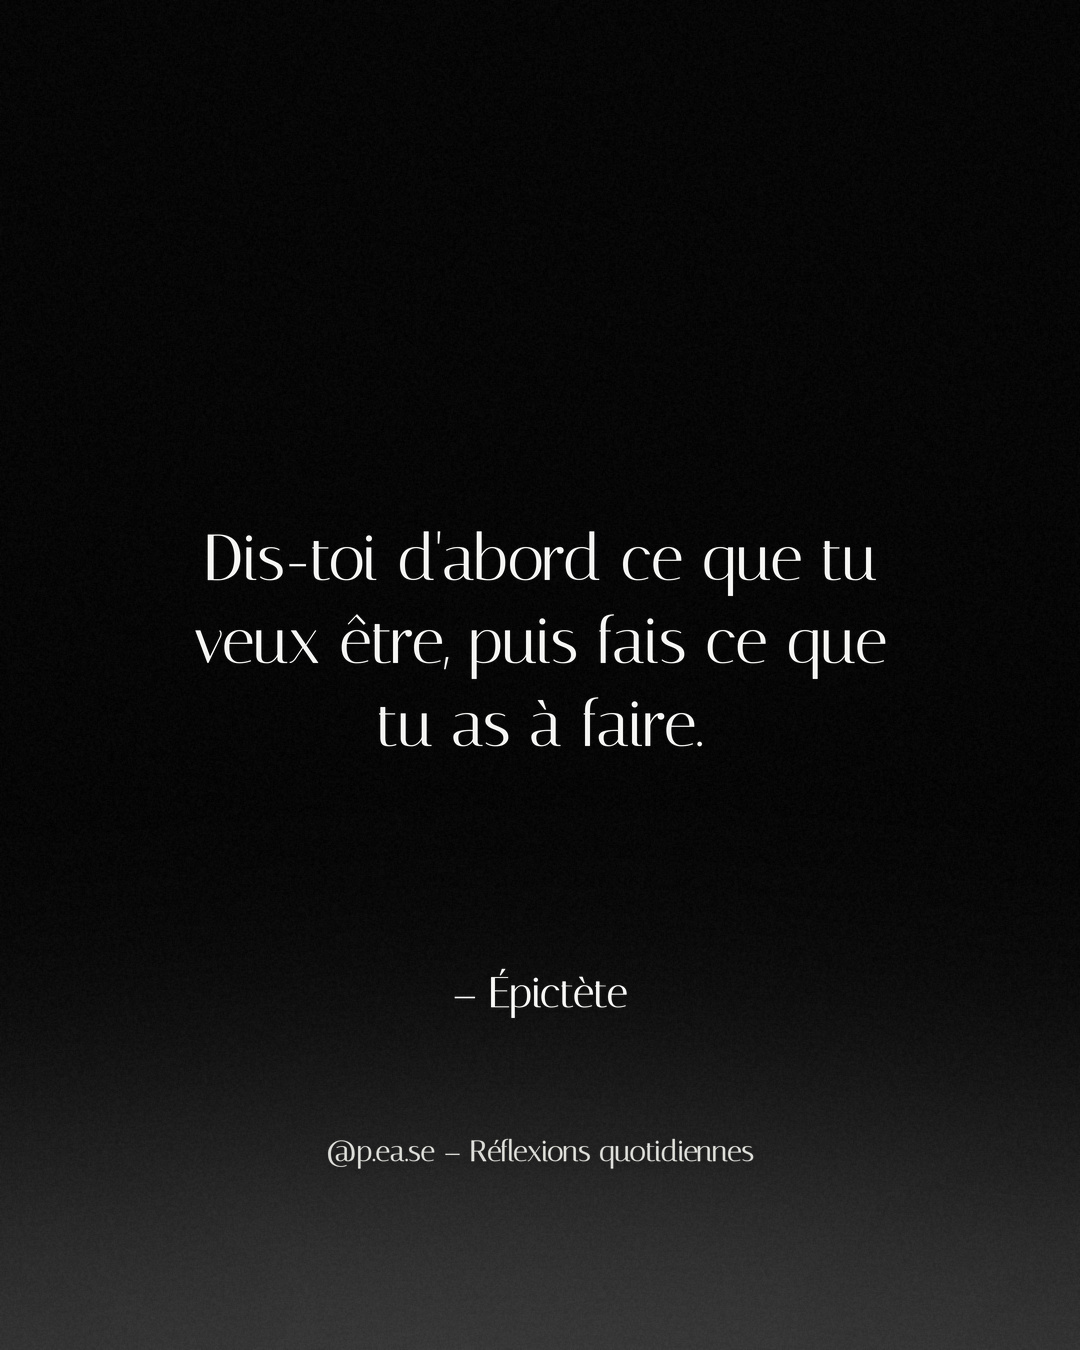 Dis-toi d'abord ce que tu
veux être, puis fais ce que
tu as à faire.
– Épictète
@p.ea.se – Réflexions quotidiennes